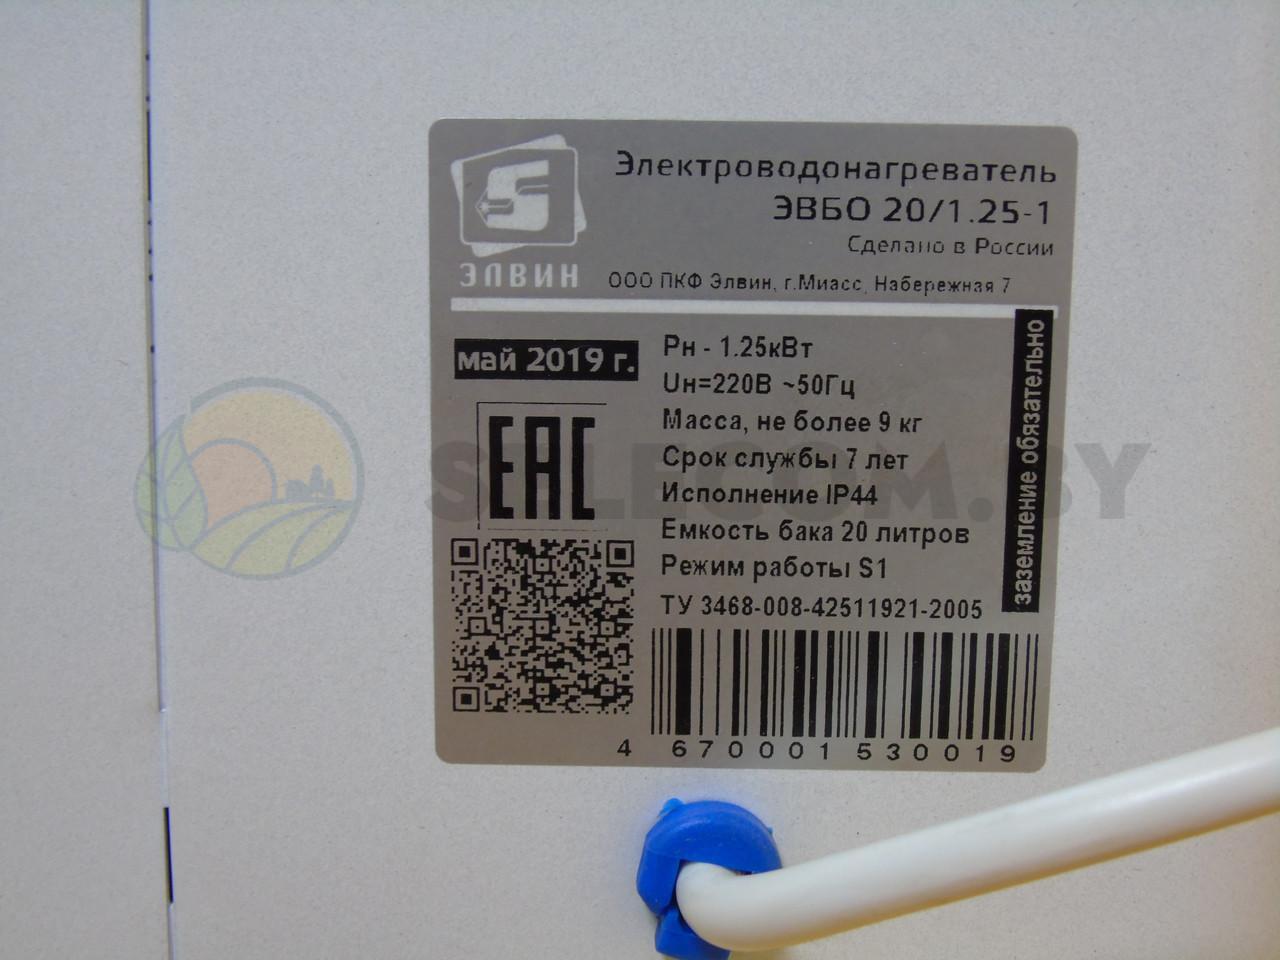 Электроводонагреватель
ЭВБО 20/1.25-1
Сделано в России
ЭЛВИН
ООО ПКФ Элвин, г.Миасс, Набережная 7
май 2019 г.
Рн - 1.25кВт
Uн=220В ~50Гц
Масса, не более 9 кг
Срок службы 7 лет
Исполнение IP44
Емкость бака 20 литров
Режим работы S1
ТУ 3468-008-42511921-2005
заземление обязательно
EAC
4 670001 530019
SELECOM.BY